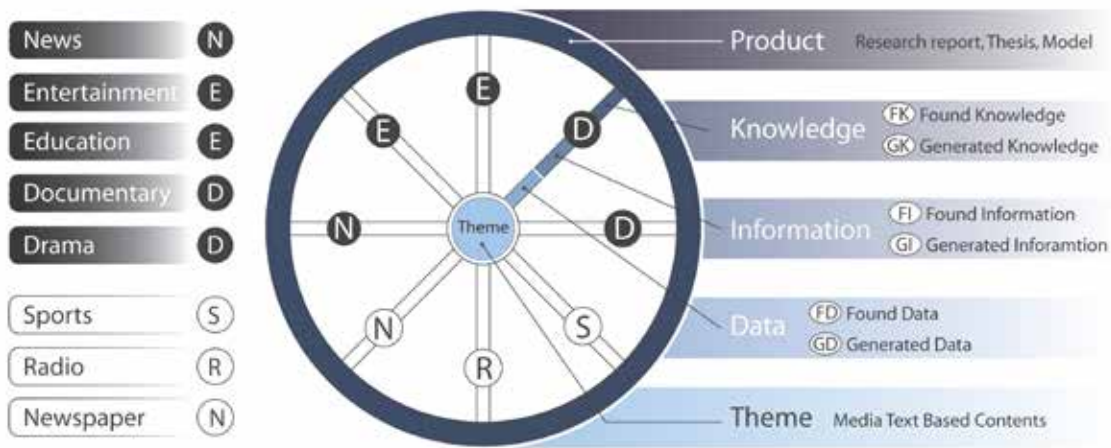 News N
Entertainment E
Education E
Documentary D
Drama D
Sports S
Radio R
Newspaper N
E
E
D
N
Theme
D
N
S
R
Product Research report, Thesis, Model
Knowledge
FK Found Knowledge
GK Generated Knowledge
Information
FI Found Information
GI Generated Inforamtion
Data
FD Found Data
GD Generated Data
Theme Media Text Based Contents